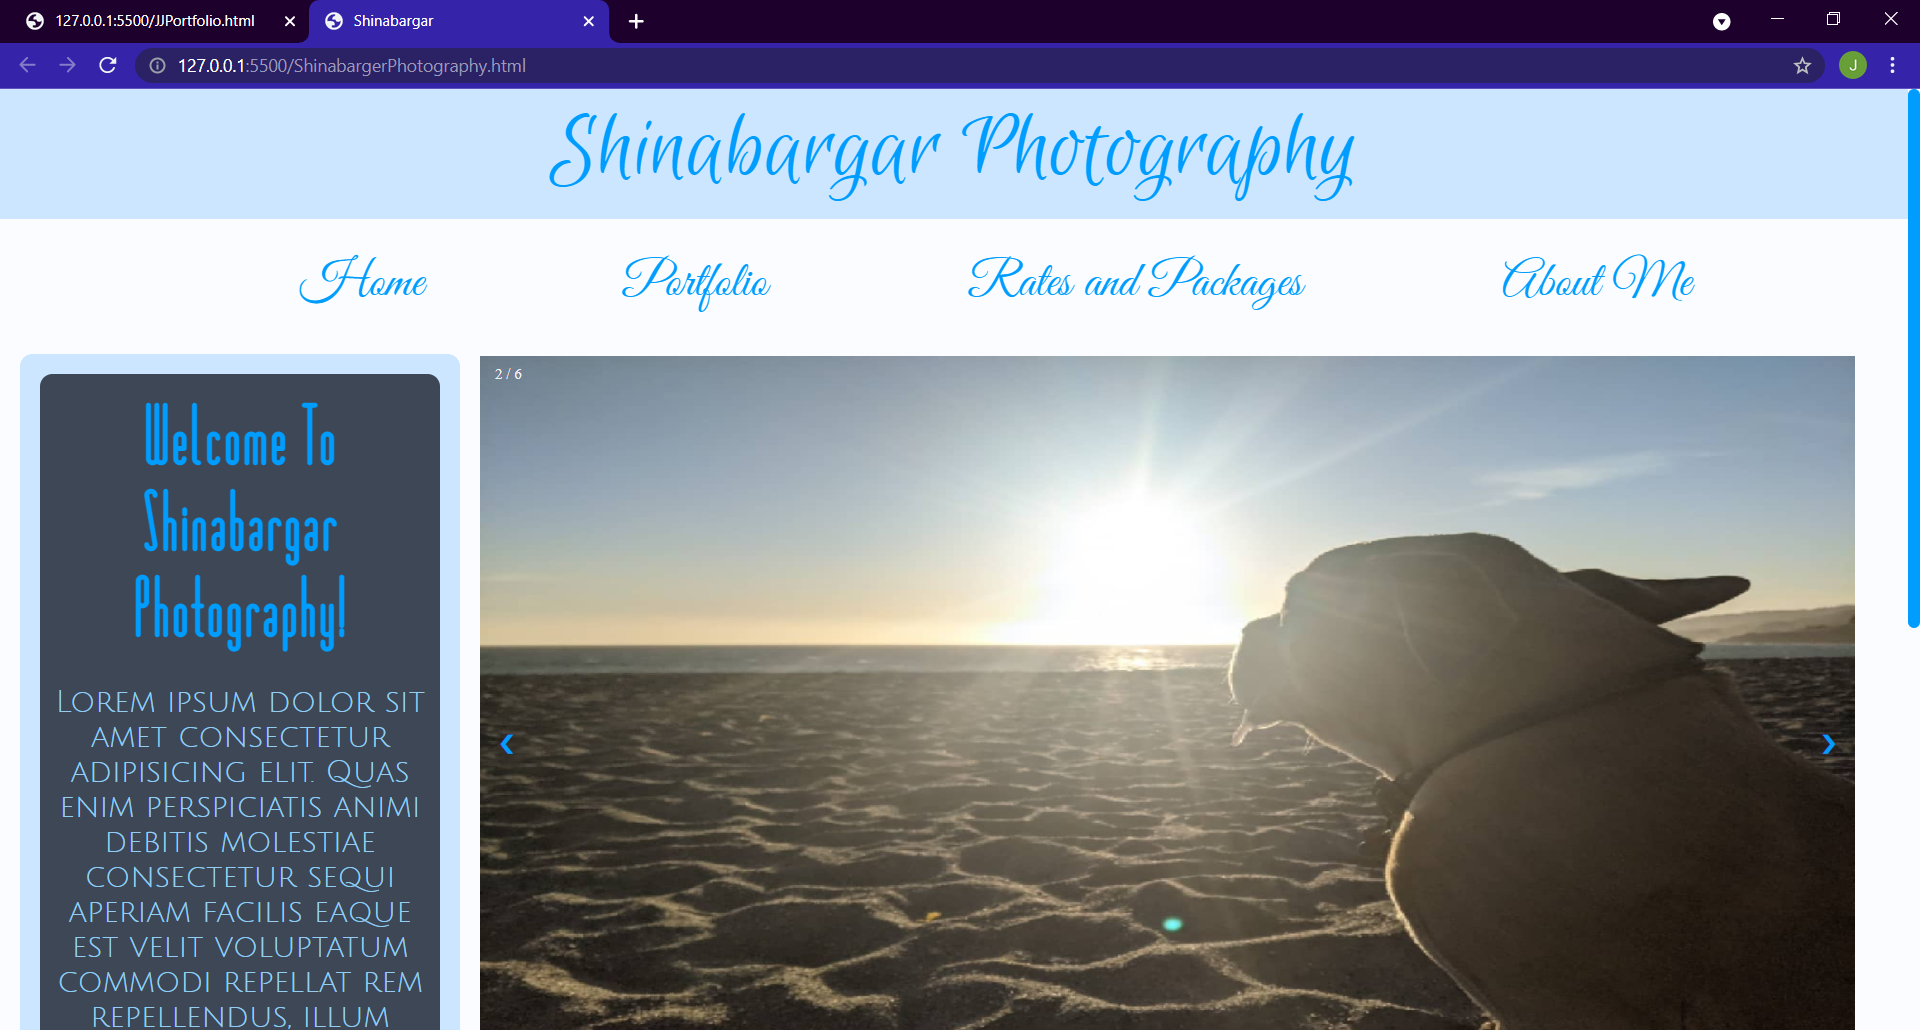 127.0.0.1:5500/JJPortfolio.html
Shinabargar
127.0.0.1:5500/ShinabargerPhotography.html
J
Shinabargar Photography
Home Portfolio Rates and Packages About Me
Welcome To
Shinabargar
Photography!
Lorem ipsum dolor sit
amet consectetur
adipisicing elit. Quas
enim perspiciatis animi
debitis molestiae
consectetur sequi
aperiam facilis eaque
est velit voluptatum
commodi repellat rem
repellendus, illum
2 / 6